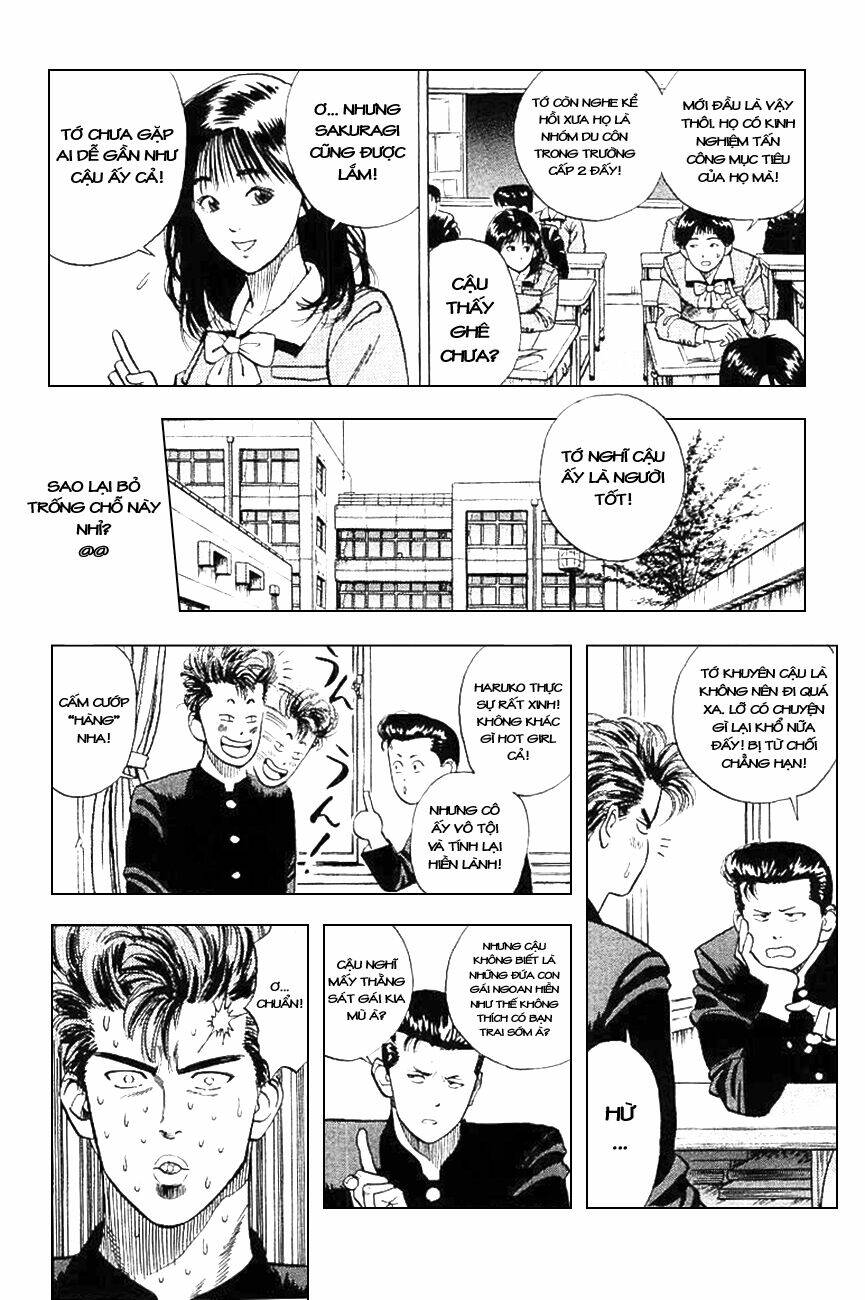 MỚI ĐẦU LÀ VẬY
THÔI. HỌ CÓ KINH
NGHIỆM TẤN
CÔNG MỤC TIÊU
CỦA HỌ MÀ!
TỚ CÒN NGHE KỂ
HỒI XƯA HỌ LÀ
NHÓM DU CÔN
TRONG TRƯỜNG
CẤP 2 ĐẤY!
CẬU
THẤY
GHÊ
CHƯA?
Ơ... NHƯNG
SAKURAGI
CŨNG ĐƯỢC
LẮM!
TỚ CHƯA GẶP
AI DỄ GẦN NHƯ
CẬU ẤY CẢ!
TỚ NGHĨ CẬU
ẤY LÀ NGƯỜI
TỐT!
SAO LẠI BỎ
TRỐNG CHỖ NÀY
NHỈ?
@@
TỚ KHUYÊN CẬU LÀ
KHÔNG NÊN ĐI QUÁ
XA. LỠ CÓ CHUYỆN
GÌ LẠI KHỔ NỮA
ĐẤY! BỊ TỪ CHỐI
CHẲNG HẠN!
HỪ
...
HARUKO THỰC
SỰ RẤT XINH!
KHÔNG KHÁC
GÌ HOT GIRL
CẢ!
NHƯNG CÔ
ẤY VÔ TỘI
VÀ TÍNH LẠI
HIỀN LÀNH!
うん
うん!
CẤM CƯỚP
“HÀNG”
NHA!
NHƯNG CẬU
KHÔNG BIẾT LÀ
NHỮNG ĐỨA CON
GÁI NGOAN HIỀN
NHƯ THẾ KHÔNG
THÍCH CÓ BẠN
TRAI SỚM À?
CẬU NGHĨ
MẤY THẰNG
SÁT GÁI KIA
MÙ À?
Ơ...
CHUẨN!